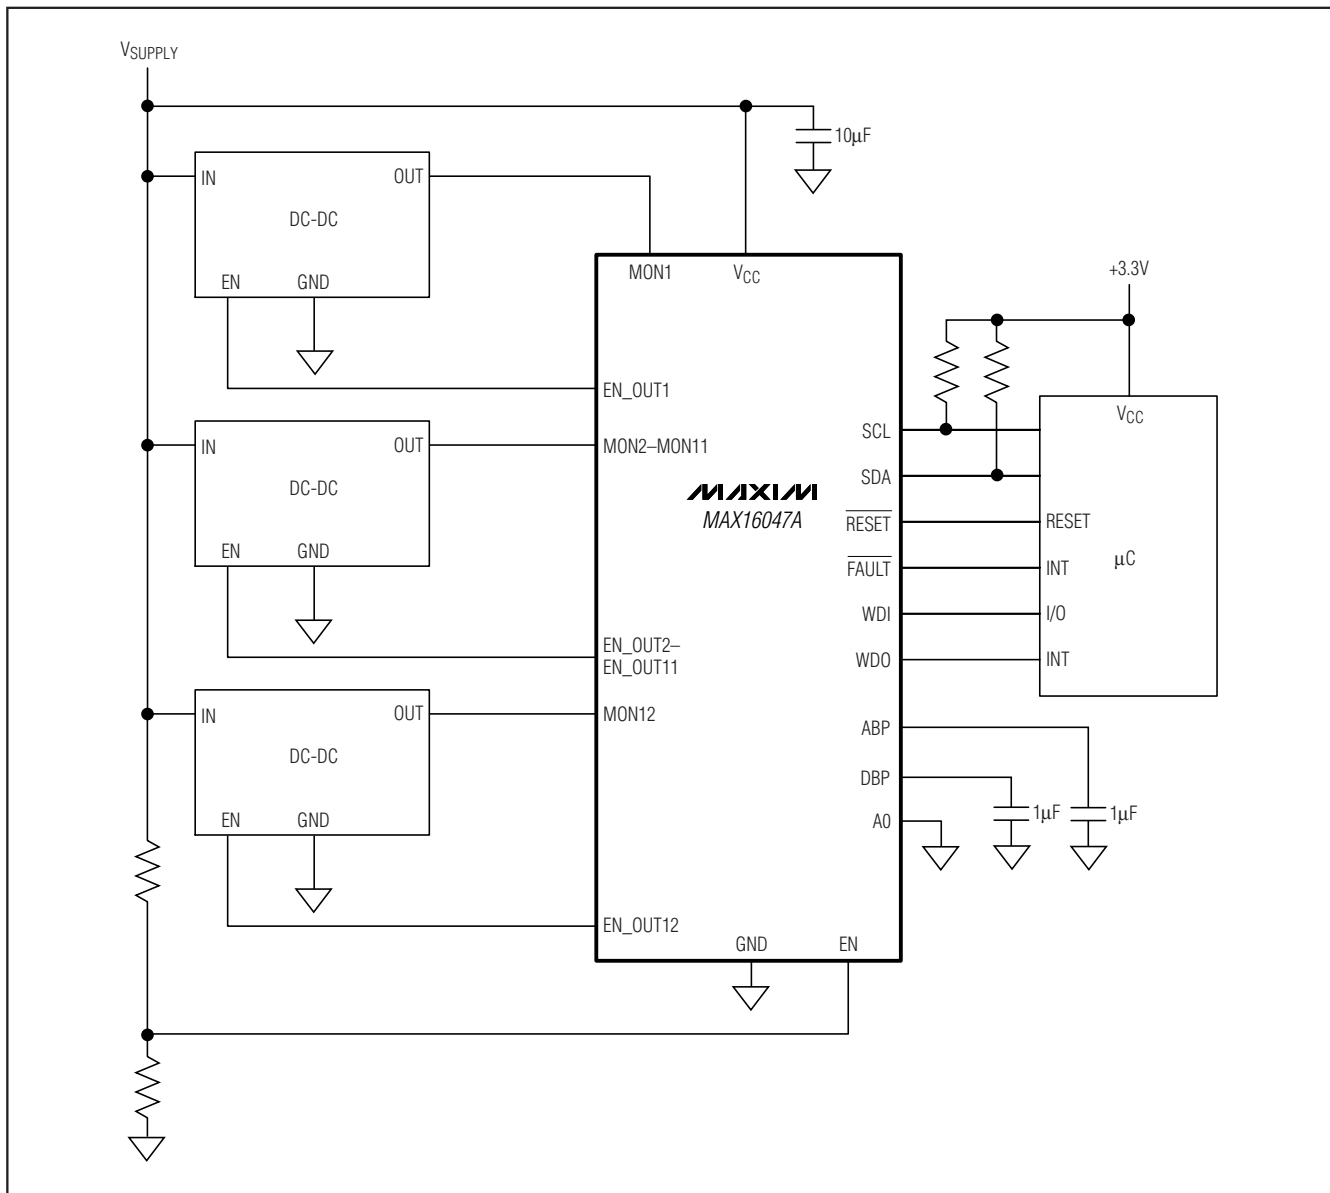 VSUPPLY
10μF
IN
OUT
DC-DC
EN
GND
MON1
VCC
+3.3V
EN_OUT1
VCC
IN
OUT
MON2–MON11
DC-DC
EN
GND
MAXIM
MAX16047A
SCL
SDA
RESET
RESET
FAULT
INT
μC
WDI
I/O
WDO
INT
EN_OUT2–
EN_OUT11
IN
OUT
MON12
DC-DC
EN
GND
ABP
DBP
1μF
1μF
A0
EN_OUT12
GND
EN